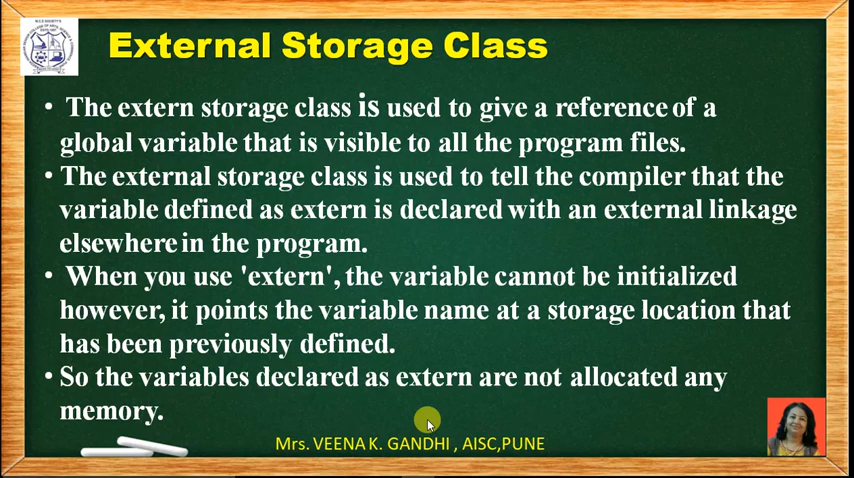 External Storage Class
• The extern storage class is used to give a reference of a
global variable that is visible to all the program files.
• The external storage class is used to tell the compiler that the
variable defined as extern is declared with an external linkage
elsewhere in the program.
• When you use 'extern', the variable cannot be initialized
however, it points the variable name at a storage location that
has been previously defined.
• So the variables declared as extern are not allocated any
memory.
Mrs. VEENA K. GANDHI , AISC,PUNE